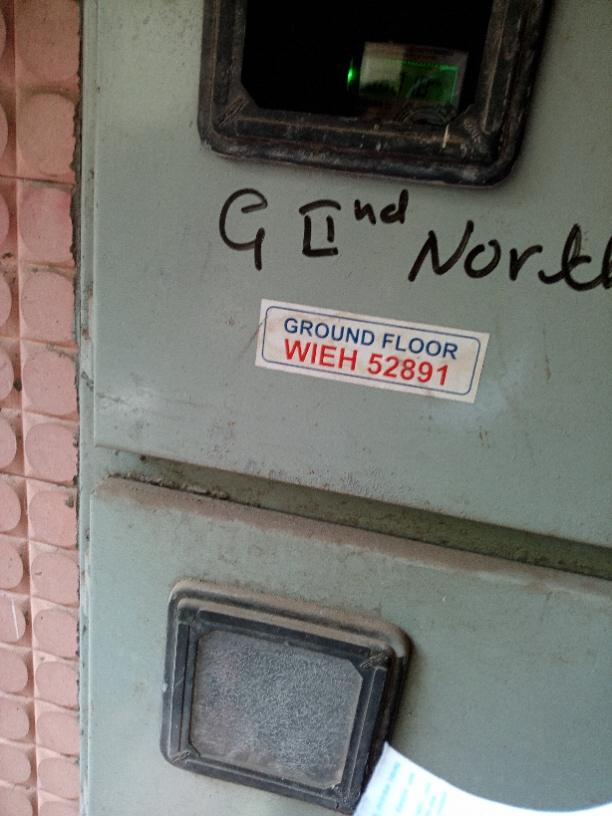 G IInd North
GROUND FLOOR
WIEH 52891